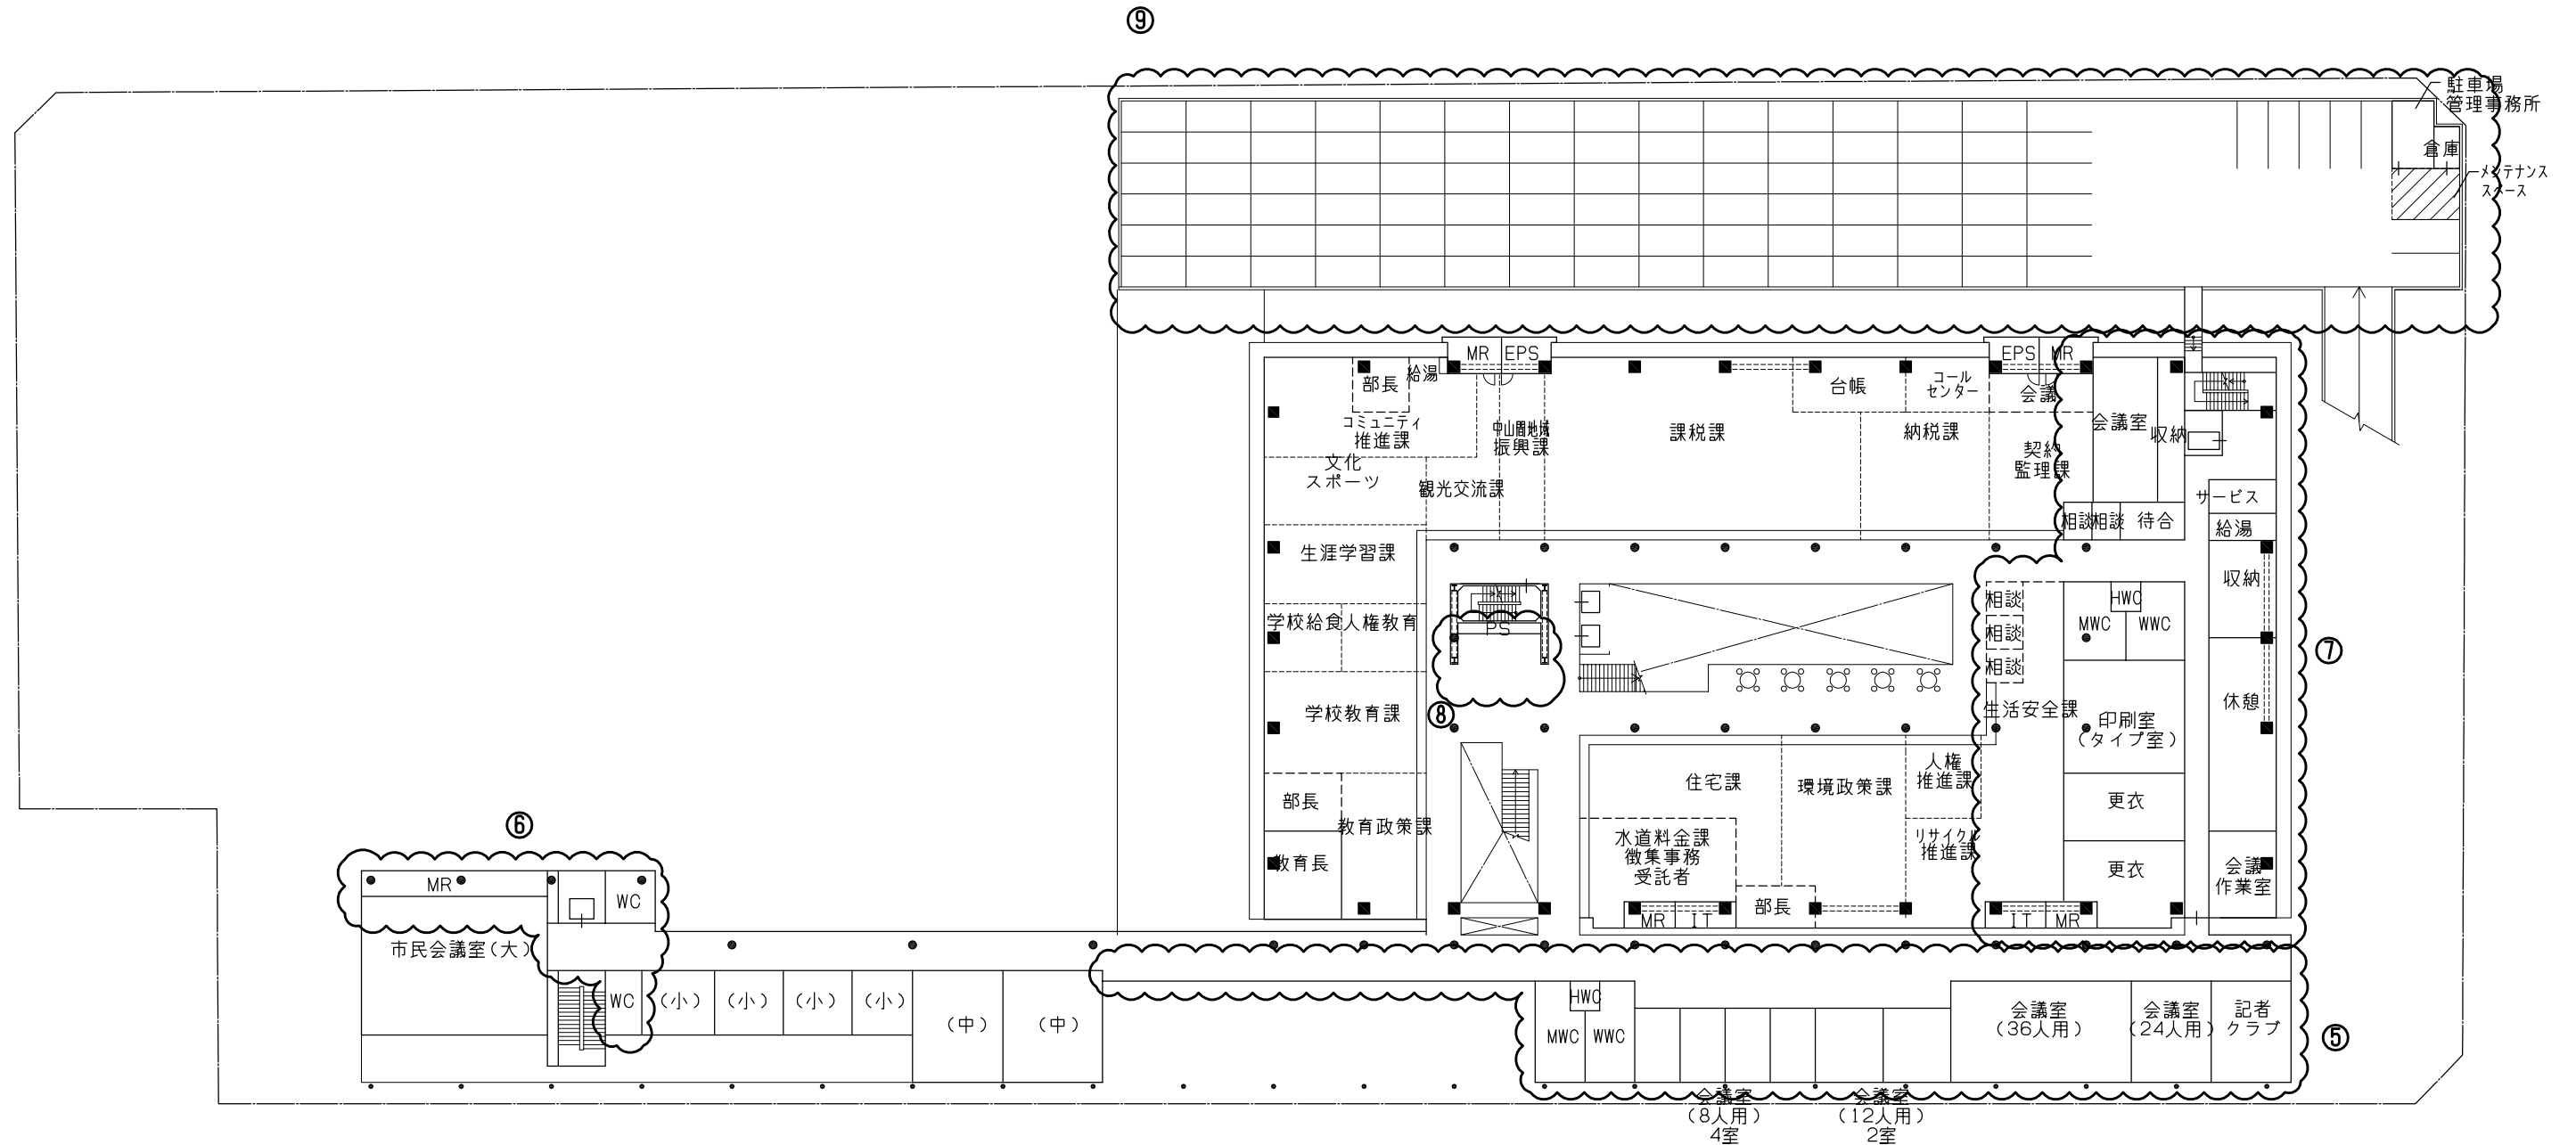 ⑨
駐車場
管理事務所
倉庫
メンテナンス
スペース
MR
EPS
EPS
MR
部長
給湯
台帳
コール
センター
会議
コミュニティ
推進課
中山間地域
振興課
課税課
納税課
契約
監理課
会議室
収納
文化
スポーツ
観光交流課
サービス
相談
相談
待合
給湯
生涯学習課
収納
学校給食
人権教育
PS
相談
相談
相談
HWC
MWC
WWC
⑦
学校教育課
⑧
生活安全課
印刷室
(タイプ室)
休憩
部長
教育政策課
教育長
住宅課
環境政策課
人権
推進課
更衣
水道料金課
徴集事務
受託者
リサイクル
推進課
更衣
会議
作業室
部長
MR
IT
IT
MR
⑥
MR
WC
市民会議室(大)
WC
(小)
(小)
(小)
(小)
(中)
(中)
HWC
MWC
WWC
会議室
(36人用)
会議室
(24人用)
記者
クラブ
⑤
会議室
(8人用)
4室
会議室
(12人用)
2室